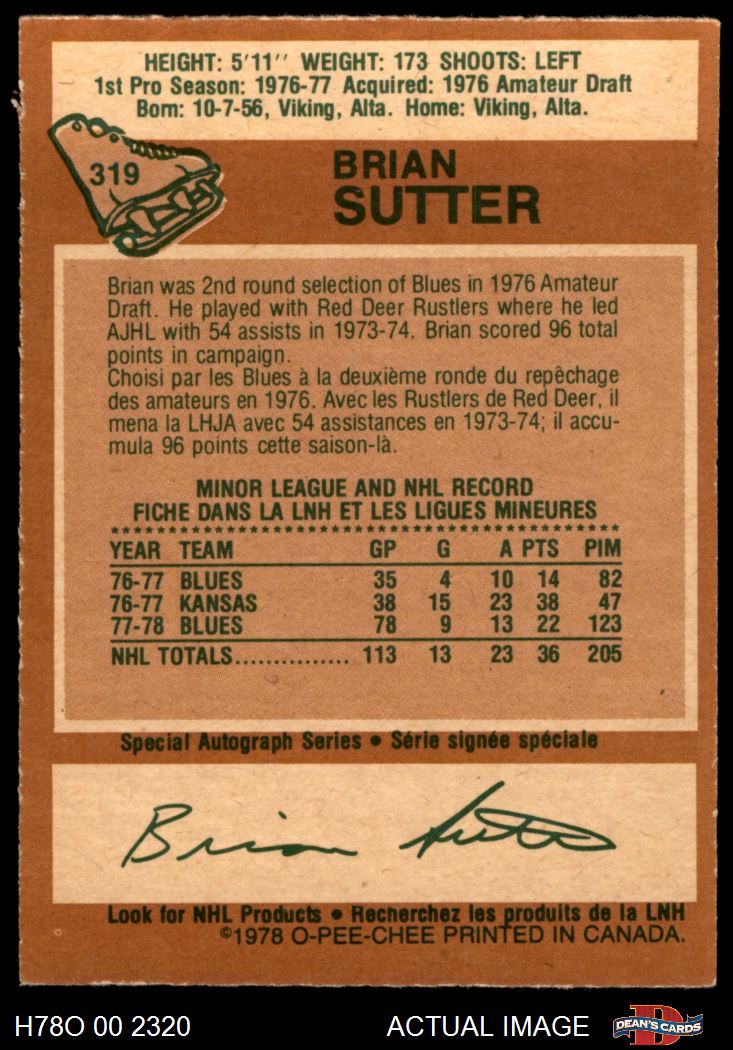 HEIGHT: 5'11'' WEIGHT: 173 SHOOTS: LEFT
1st Pro Season: 1976-77 Acquired: 1976 Amateur Draft
Born: 10-7-56, Viking, Alta. Home: Viking, Alta.
319
BRIAN
SUTTER
Brian was 2nd round selection of Blues in 1976 Amateur
Draft. He played with Red Deer Rustlers where he led
AJHL with 54 assists in 1973-74. Brian scored 96 total
points in campaign.
Choisi par les Blues à la deuxième ronde du repêchage
des amateurs en 1976. Avec les Rustlers de Red Deer, il
mena la LHJA avec 54 assistances en 1973-74; il accu-
mula 96 points cette saison-là.
MINOR LEAGUE AND NHL RECORD
FICHE DANS LA LNH ET LES LIGUES MINEURES
YEAR TEAM GP G A PTS PIM
76-77 BLUES 35 4 10 14 82
76-77 KANSAS 38 15 23 38 47
77-78 BLUES 78 9 13 22 123
NHL TOTALS............... 113 13 23 36 205
Special Autograph Series • Série signée spéciale
Brian Sutter
Look for NHL Products • Recherchez les produits de la LNH
©1978 O-PEE-CHEE PRINTED IN CANADA.
H78O 00 2320 ACTUAL IMAGE DEAN'S CARDS